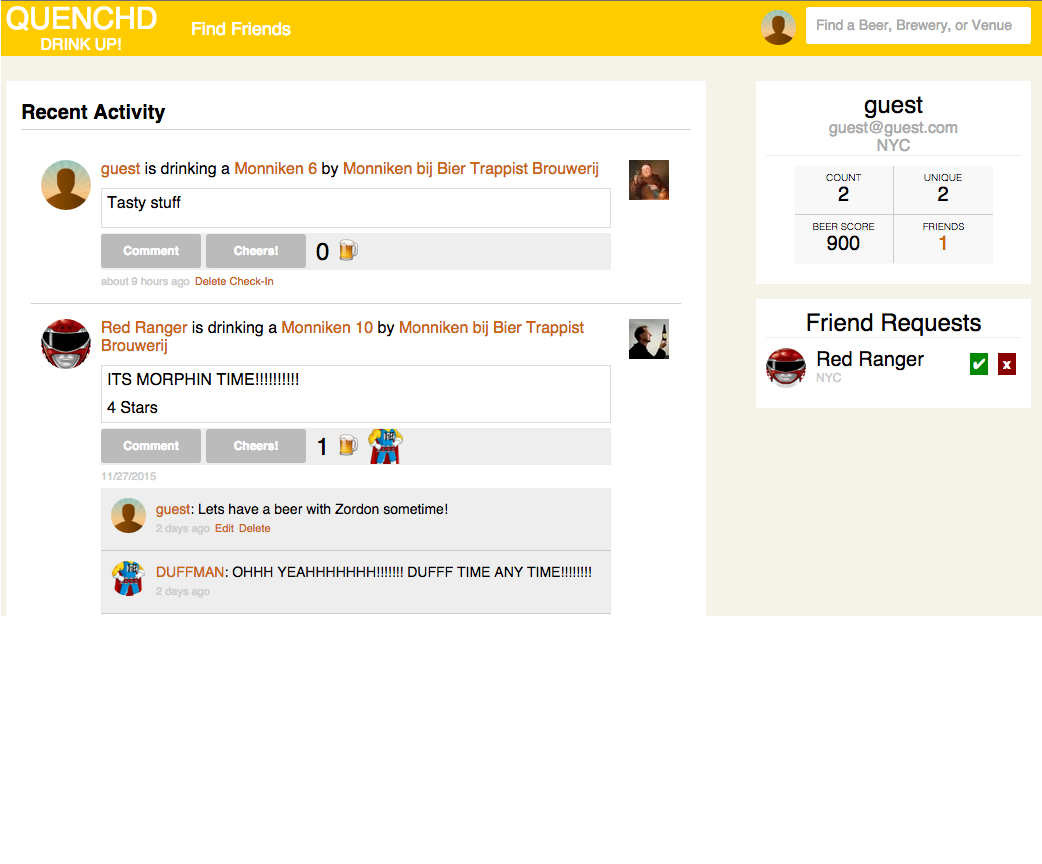 QUENCHD
DRINK UP!
Find Friends
Find a Beer, Brewery, or Venue
Recent Activity
guest is drinking a Monniken 6 by Monniken bij Bier Trappist Brouwerij
Tasty stuff
Comment Cheers! 0
about 9 hours ago Delete Check-In
Red Ranger is drinking a Monniken 10 by Monniken bij Bier Trappist
Brouwerij
ITS MORPHIN TIME!!!!!!!!!!
4 Stars
Comment Cheers! 1
11/27/2015
guest: Lets have a beer with Zordon sometime!
2 days ago Edit Delete
DUFFMAN: OHHH YEAHHHHHHH!!!!!!! DUFFF TIME ANY TIME!!!!!!!!
2 days ago
guest
guest@guest.com
NYC
COUNT UNIQUE
2 2
BEER SCORE FRIENDS
900 1
Friend Requests
Red Ranger
NYC